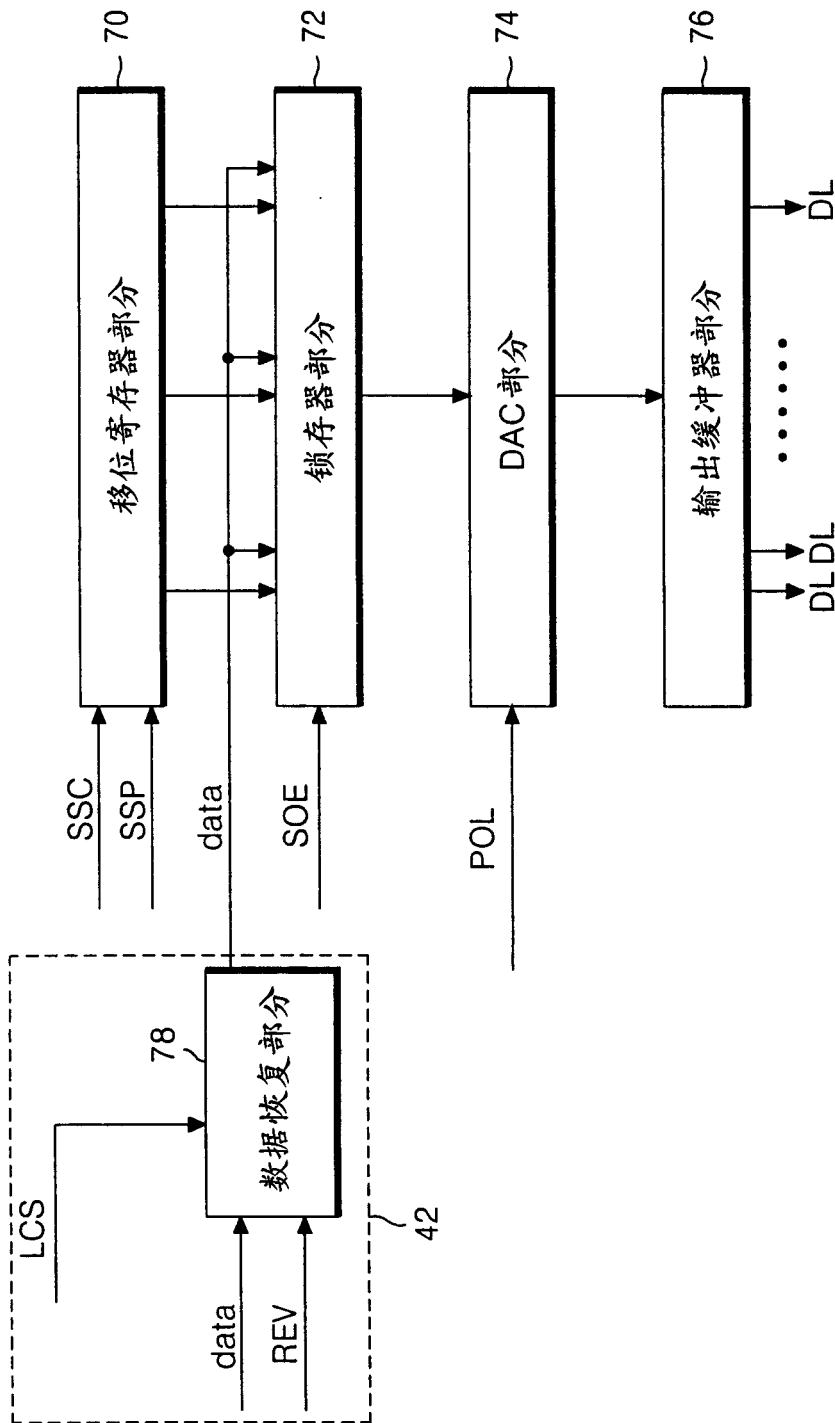 SSC
SSP
移位寄存器部分
70
LCS
data
REV
数据恢复部分
78
42
data
SOE
锁存器部分
72
POL
DAC部分
74
输出缓冲器部分
76
DL DL
DL